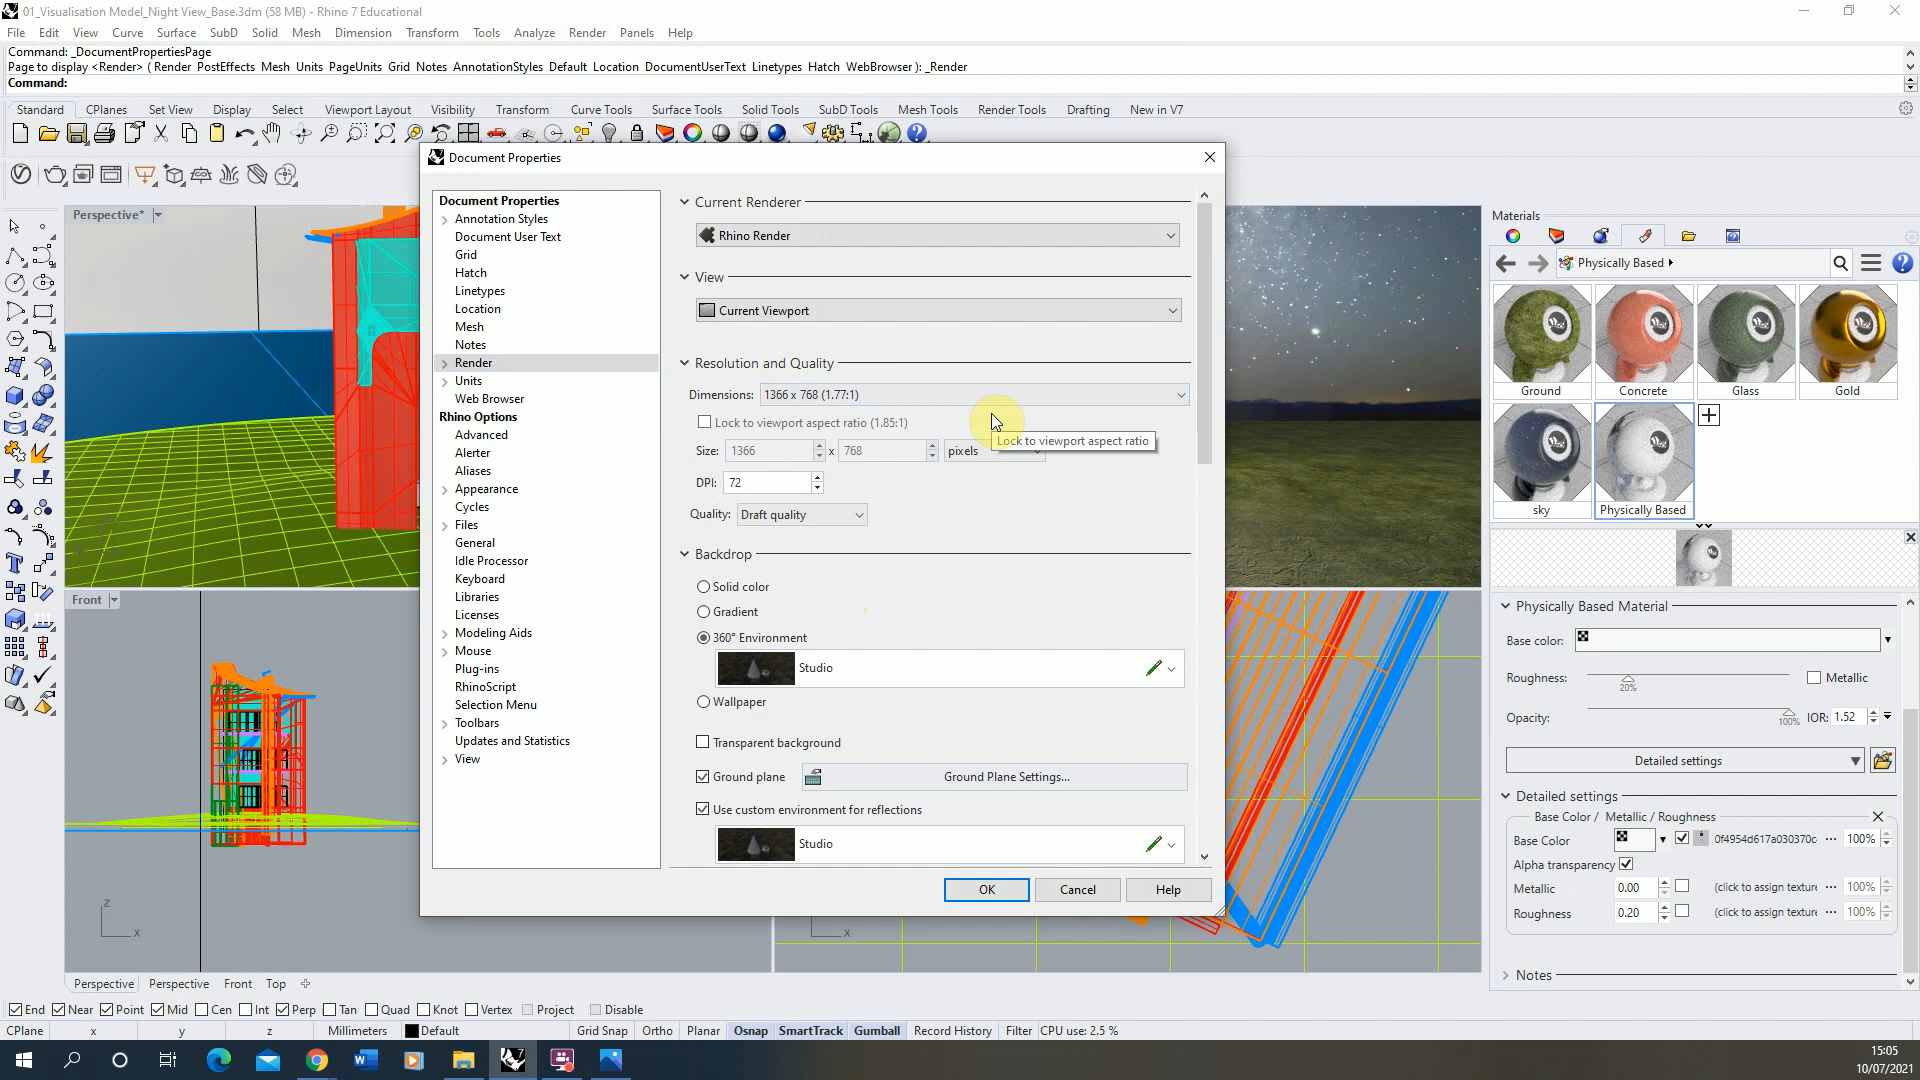 01_Visualisation Model_Night View_Base.3dm (58 MB) - Rhino 7 Educational
File Edit View Curve Surface SubD Solid Mesh Dimension Transform Tools Analyze Render Panels Help
Command: _DocumentPropertiesPage
Page to display <Render> ( Render PostEffects Mesh Units PageUnits Grid Notes AnnotationStyles Default Location DocumentUserText Linetypes Hatch WebBrowser ): _Render
Command:
Standard CPlanes Set View Display Select Viewport Layout Visibility Transform Curve Tools Surface Tools Solid Tools SubD Tools Mesh Tools Render Tools Drafting New in V7
Document Properties
Perspective*
Document Properties
Annotation Styles
Document User Text
Grid
Hatch
Linetypes
Location
Mesh
Notes
Render
Units
Web Browser
Rhino Options
Advanced
Alerter
Aliases
Appearance
Cycles
Files
General
Idle Processor
Keyboard
Libraries
Licenses
Modeling Aids
Mouse
Plug-ins
RhinoScript
Selection Menu
Toolbars
Updates and Statistics
View
Current Renderer
Rhino Render
View
Current Viewport
Resolution and Quality
Dimensions: 1366 x 768 (1.77:1)
Lock to viewport aspect ratio (1.85:1)
Lock to viewport aspect ratio
Size: 1366 x 768 pixels
DPI: 72
Quality: Draft quality
Backdrop
Solid color
Gradient
360° Environment
Studio
Wallpaper
Transparent background
Ground plane Ground Plane Settings...
Use custom environment for reflections
Studio
OK Cancel Help
Materials
Physically Based
Ground Concrete Glass Gold
sky Physically Based
Physically Based Material
Base color:
Roughness: 20% Metallic
Opacity: 100% IOR: 1.52
Detailed settings
Detailed settings
Base Color / Metallic / Roughness
Base Color 0f4954d617a030370c ... 100%
Alpha transparency
Metallic 0.00 (click to assign texture ... 100%
Roughness 0.20 (click to assign texture ... 100%
Notes
Front
z
x
x
Perspective Perspective Front Top
End Near Point Mid Cen Int Perp Tan Quad Knot Vertex Project Disable
CPlane x y z Millimeters Default Grid Snap Ortho Planar Osnap SmartTrack Gumball Record History Filter CPU use: 2.5 %
15:05
10/07/2021